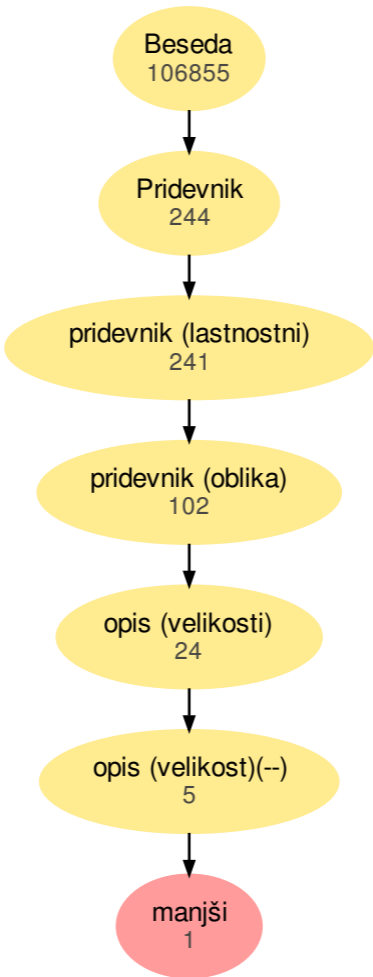 Beseda
106855
Pridevnik
244
pridevnik (lastnostni)
241
pridevnik (oblika)
102
opis (velikosti)
24
opis (velikost)(--)
5
manjši
1